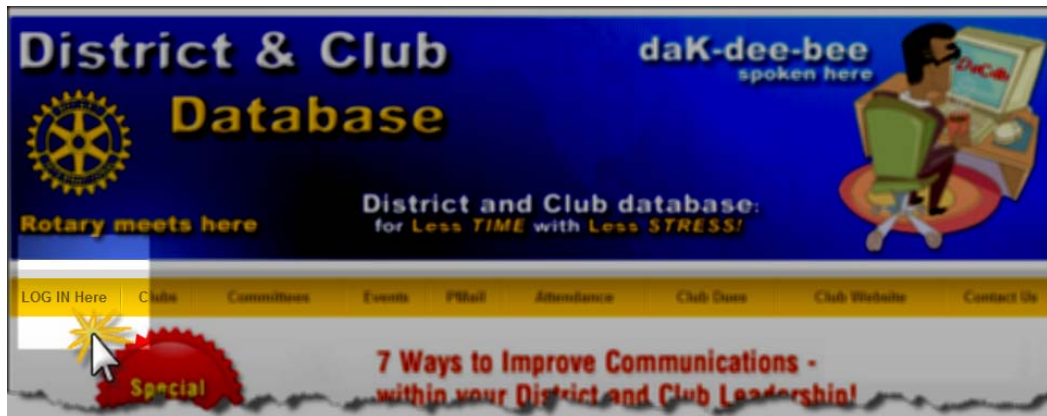 District & Club
Database
daK-dee-bee
spoken here
DaCdb
Rotary meets here
District and Club database:
for Less TIME with Less STRESS!
LOG IN Here
Clubs
Committees
Events
PMail
Attendance
Club Dues
Club Website
Contact Us
Special
7 Ways to Improve Communications -
within your District and Club Leadership!